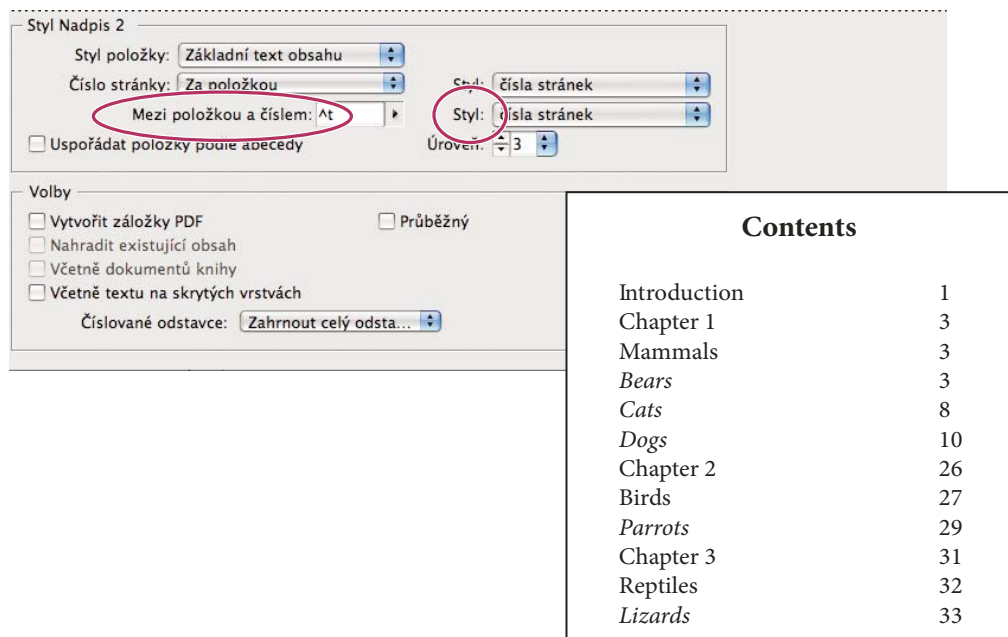 Styl Nadpis 2
Styl položky: Základní text obsahu
Číslo stránky: Za položkou Styl: čísla stránek
Mezi položkou a číslem: ^t Styl: čísla stránek
Uspořádat položky podle abecedy Úroveň: 3
Volby
Vytvořit záložky PDF Průběžný
Nahradit existující obsah
Včetně dokumentů knihy
Včetně textu na skrytých vrstvách
Číslované odstavce: Zahrnout celý odsta...
Contents
Introduction 1
Chapter 1 3
Mammals 3
Bears 3
Cats 8
Dogs 10
Chapter 2 26
Birds 27
Parrots 29
Chapter 3 31
Reptiles 32
Lizards 33